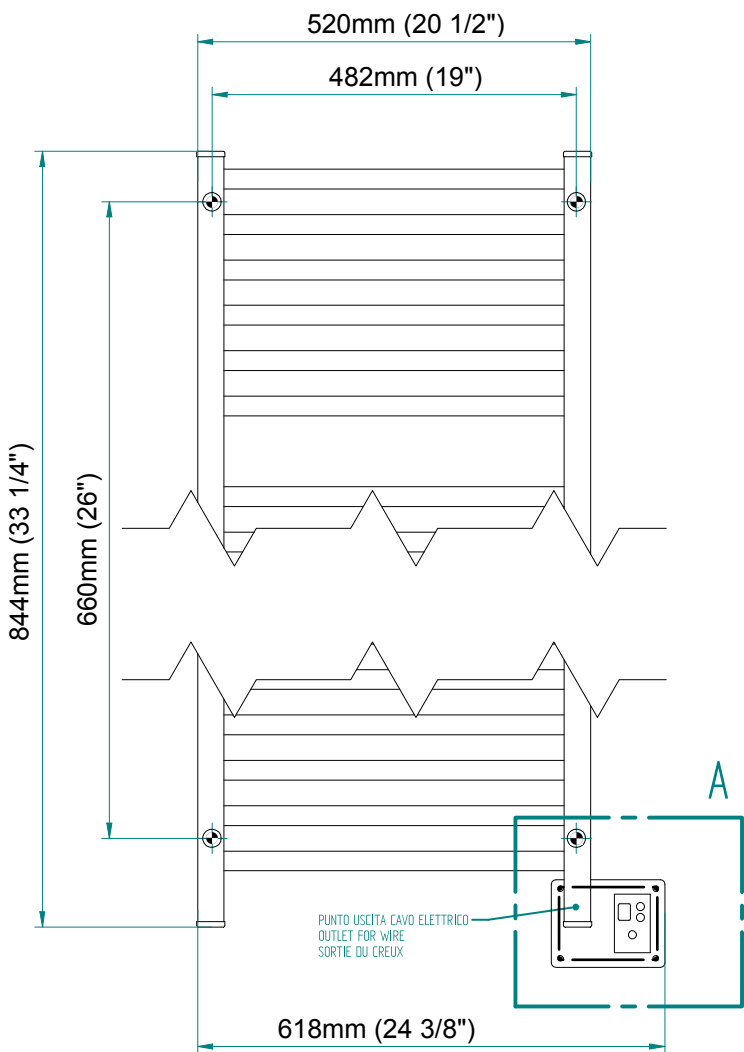 520mm (20 1/2")
482mm (19")
844mm (33 1/4")
660mm (26")
A
PUNTO USCITA CAVO ELETTRICO
OUTLET FOR WIRE
SORTIE DU CREUX
618mm (24 3/8")